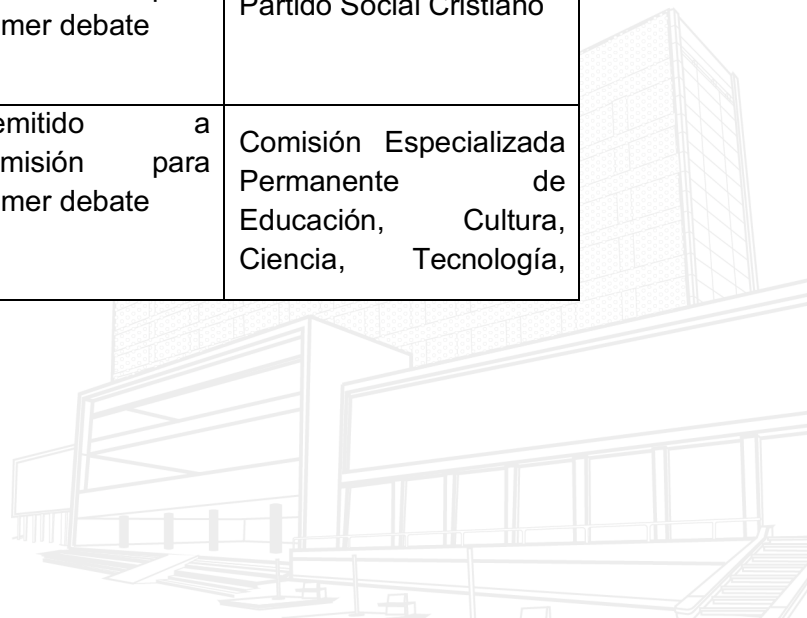 mer debate
Partido Social Cristiano
emitido a
misión para
mer debate
Comisión Especializada
Permanente de
Educación, Cultura,
Ciencia, Tecnología,